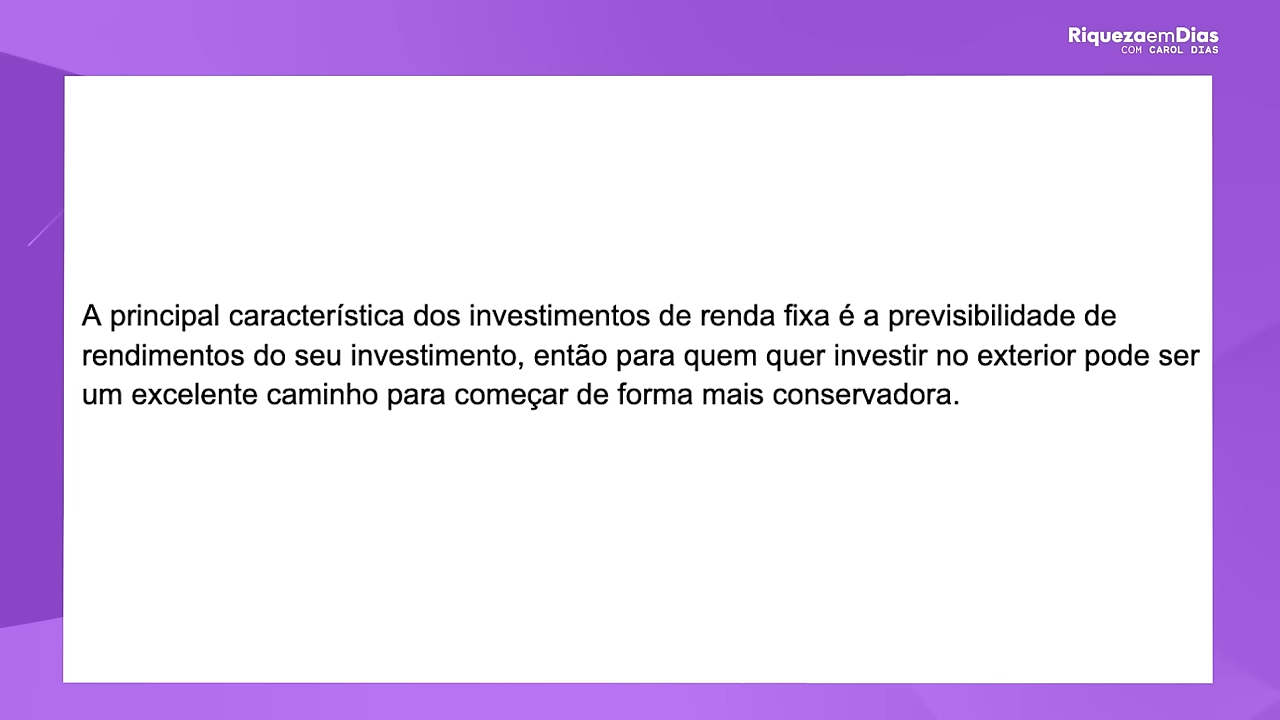 RiquezaemDias
COM CAROL DIAS
A principal característica dos investimentos de renda fixa é a previsibilidade de
rendimentos do seu investimento, então para quem quer investir no exterior pode ser
um excelente caminho para começar de forma mais conservadora.